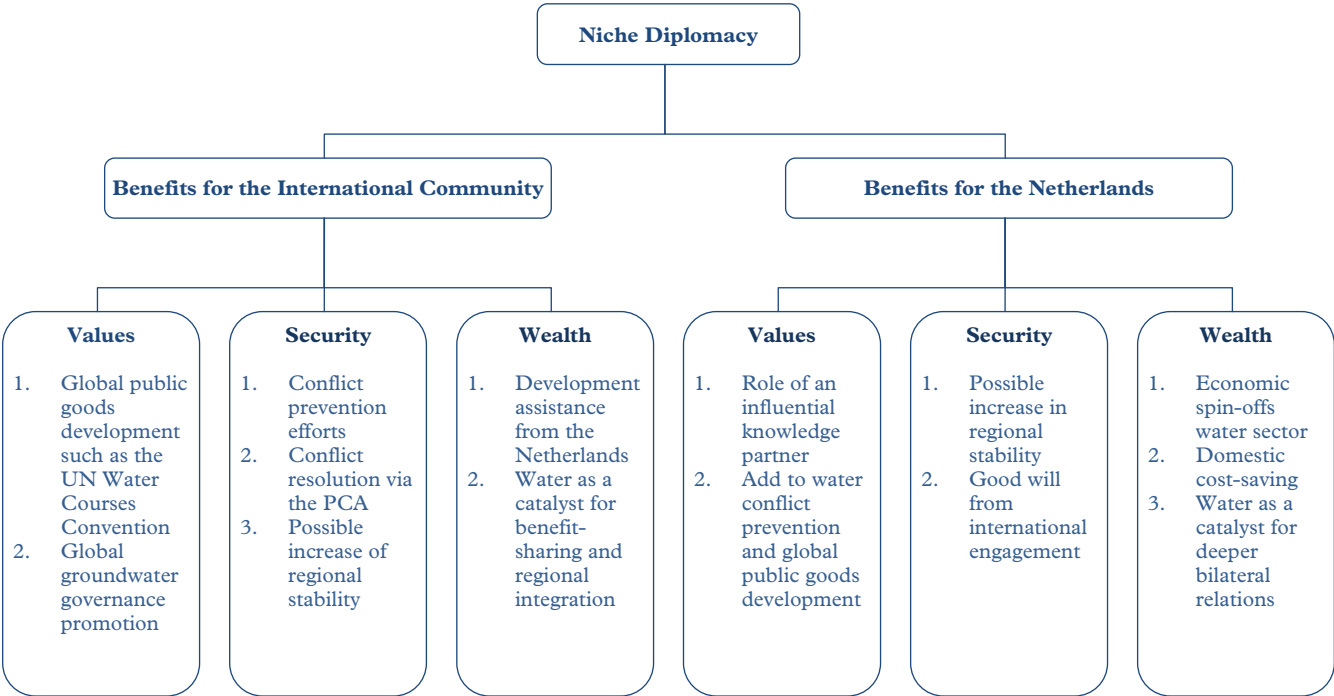 Niche Diplomacy
Benefits for the International Community
Benefits for the Netherlands
Values
1. Global public
goods
development
such as the
UN Water
Courses
Convention
2. Global
groundwater
governance
promotion
Security
1. Conflict
prevention
efforts
2. Conflict
resolution via
the PCA
3. Possible
increase of
regional
stability
Wealth
1. Development
assistance
from the
Netherlands
2. Water as a
catalyst for
benefit-
sharing and
regional
integration
Values
1. Role of an
influential
knowledge
partner
2. Add to water
conflict
prevention
and global
public goods
development
Security
1. Possible
increase in
regional
stability
2. Good will
from
international
engagement
Wealth
1. Economic
spin-offs
water sector
2. Domestic
cost-saving
3. Water as a
catalyst for
deeper
bilateral
relations